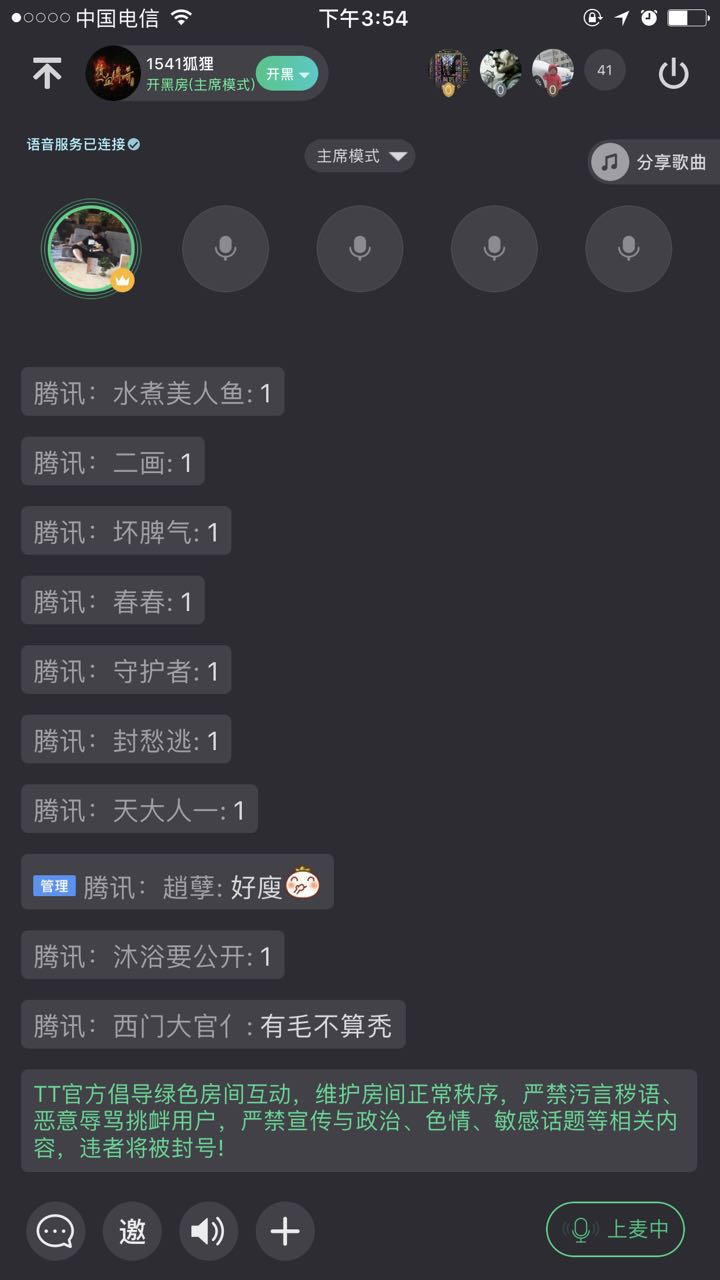 中国电信
下午3:54
1541狐狸
开黑房(主席模式)
开黑
0
0
0
41
语音服务已连接
主席模式
分享歌曲
腾讯： 水煮美人鱼: 1
腾讯： 二画: 1
腾讯： 坏脾气: 1
腾讯： 春春: 1
腾讯： 守护者: 1
腾讯： 封愁逃: 1
腾讯： 天大人一: 1
管理 腾讯： 趙孽: 好廋
腾讯： 沐浴要公开: 1
腾讯： 西门大官亻: 有毛不算秃
TT官方倡导绿色房间互动，维护房间正常秩序，严禁污言秽语、
恶意辱骂挑衅用户，严禁宣传与政治、色情、敏感话题等相关内
容，违者将被封号!
邀
上麦中